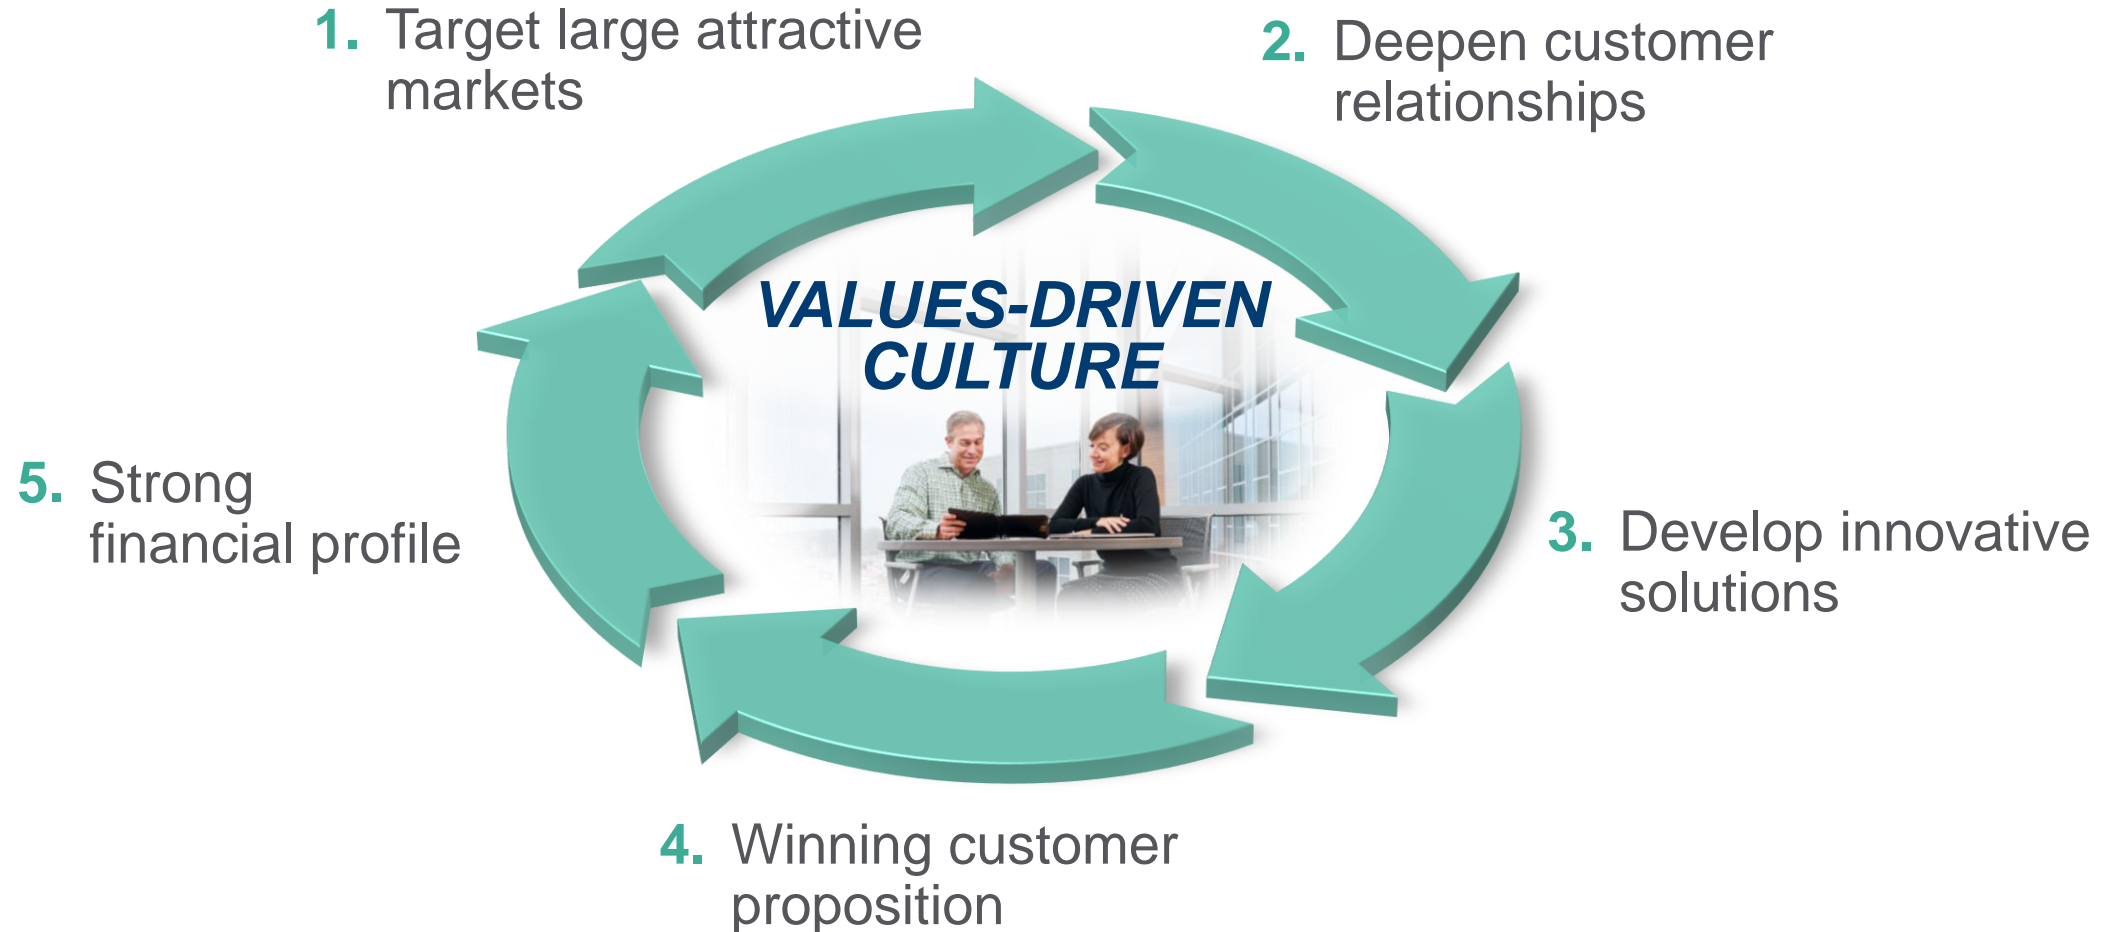 1. Target large attractive
markets
2. Deepen customer
relationships
VALUES-DRIVEN
CULTURE
3. Develop innovative
solutions
4. Winning customer
proposition
5. Strong
financial profile